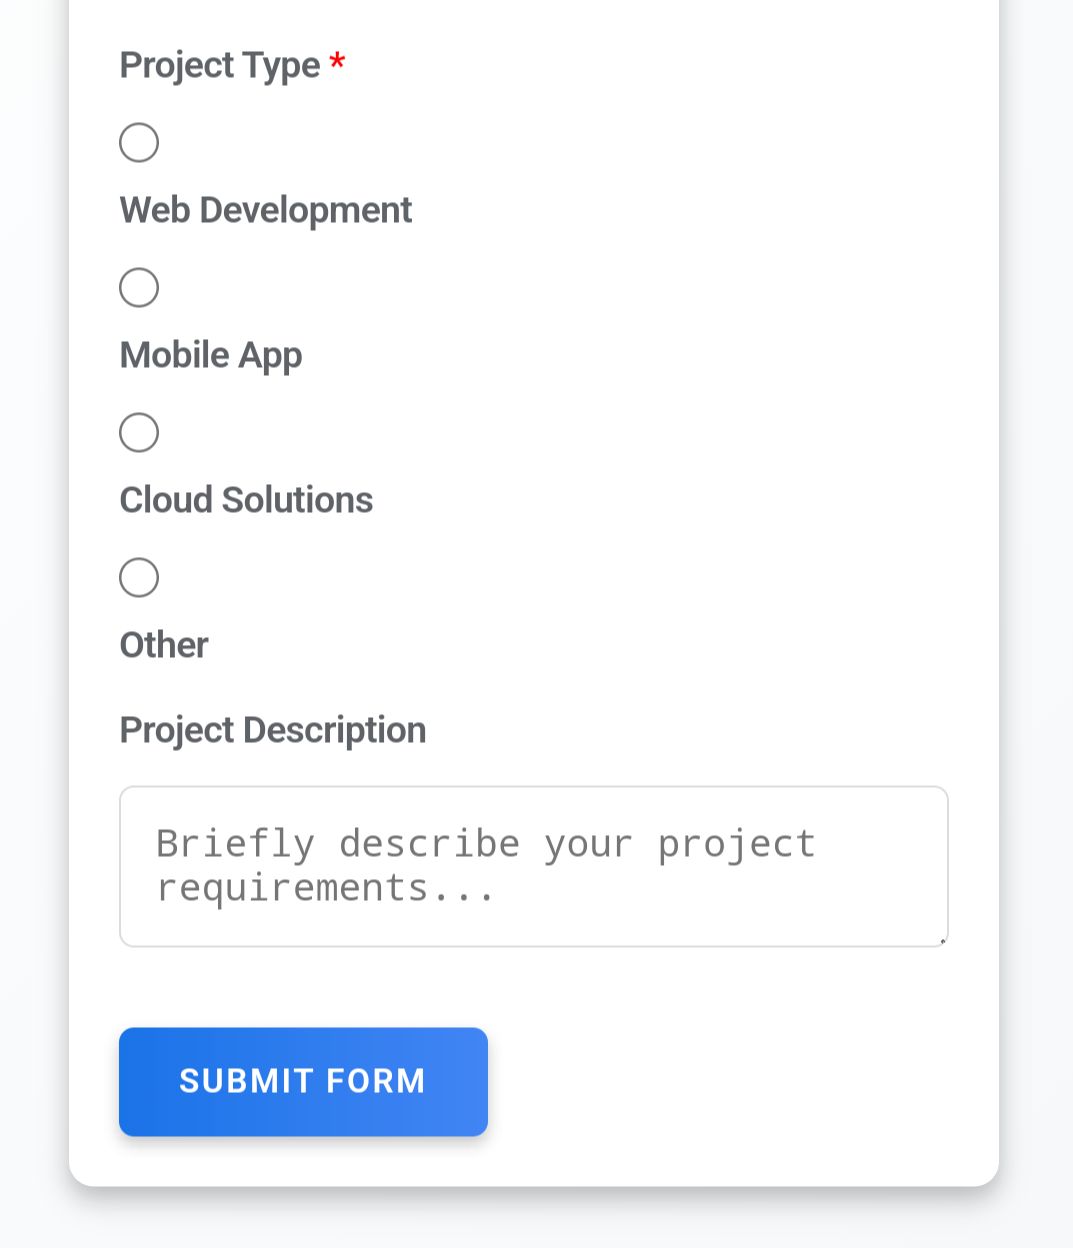 Project Type *
Web Development
Mobile App
Cloud Solutions
Other
Project Description
Briefly describe your project
requirements...
SUBMIT FORM